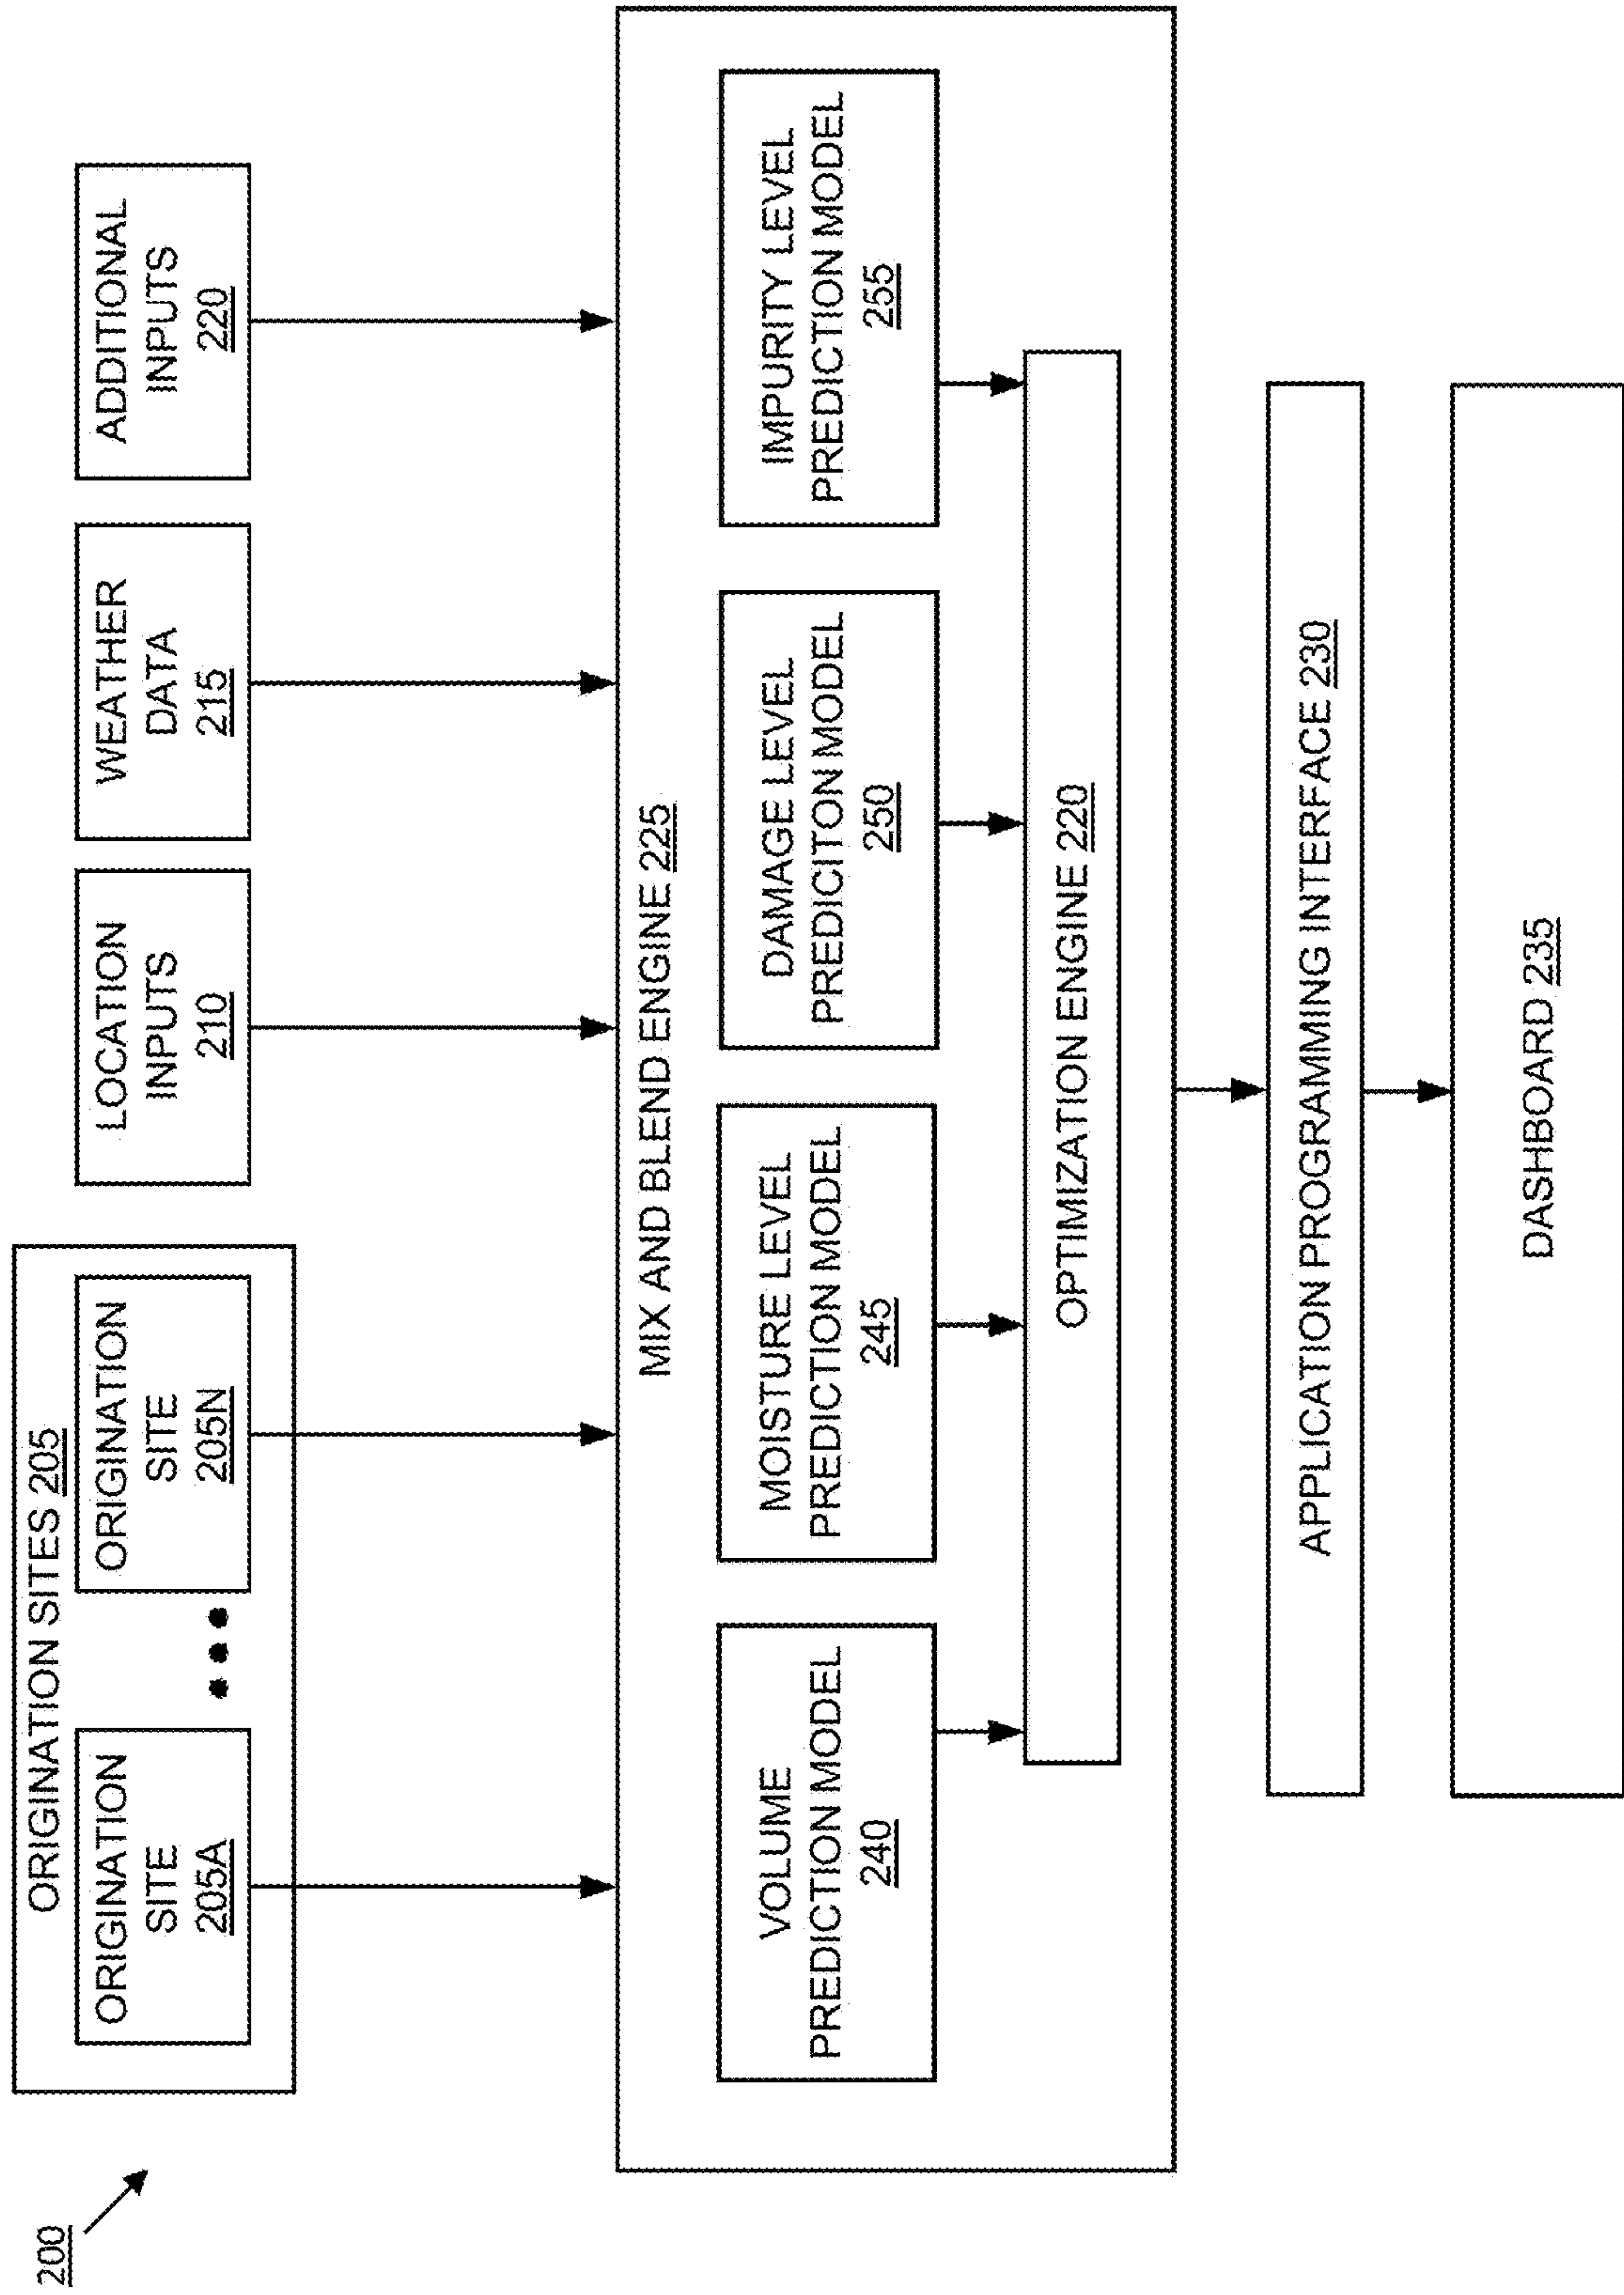 200
ORIGINATION SITES 205
ORIGINATION
SITE
205A
ORIGINATION
SITE
205N
LOCATION
INPUTS
210
WEATHER
DATA
215
ADDITIONAL
INPUTS
220
MIX AND BLEND ENGINE 225
VOLUME
PREDICTION MODEL
240
MOISTURE LEVEL
PREDICTION MODEL
245
DAMAGE LEVEL
PREDICITON MODEL
250
IMPURITY LEVEL
PREDICTION MODEL
255
OPTIMIZATION ENGINE 220
APPLICATION PROGRAMMING INTERFACE 230
DASHBOARD 235